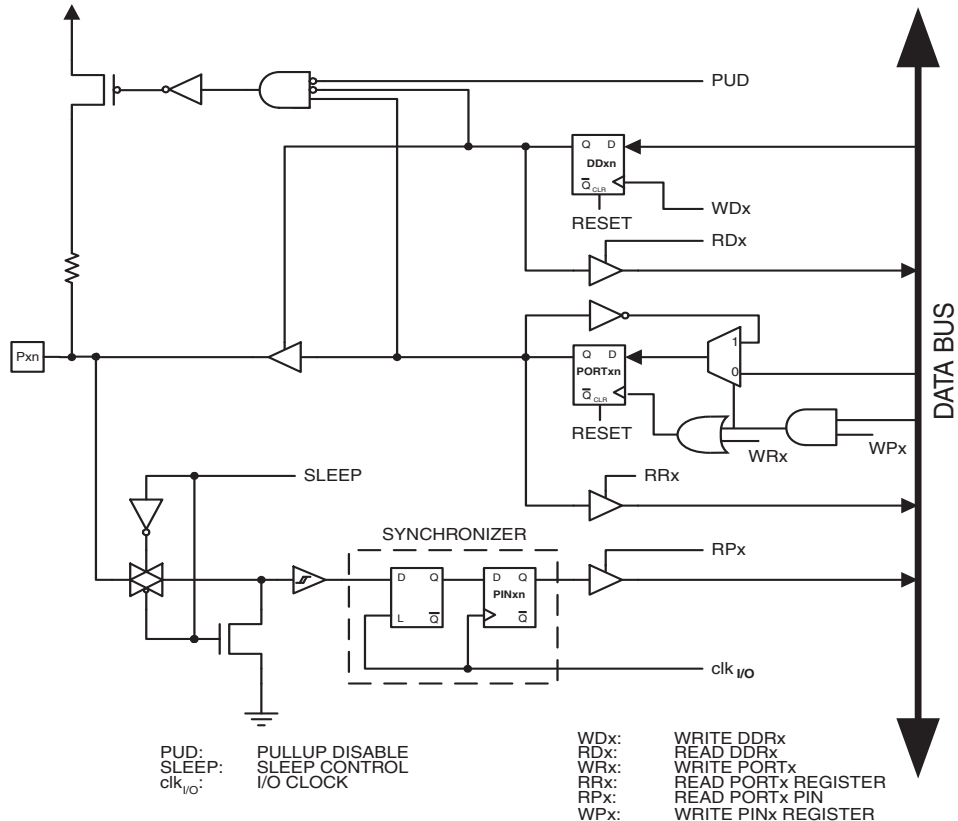 PUD
Q D
DDxn
Q CLR
WDx
RESET
RDx
Pxn
1
Q D
PORTxn
0
Q CLR
RESET
WRx
WPx
SLEEP
RRx
SYNCHRONIZER
RPx
D Q
L Q
D Q
PINxn
Q
clk I/O
DATA BUS
PUD: PULLUP DISABLE
SLEEP: SLEEP CONTROL
clk I/O: I/O CLOCK
WDx: WRITE DDRx
RDx: READ DDRx
WRx: WRITE PORTx
RRx: READ PORTx REGISTER
RPx: READ PORTx PIN
WPx: WRITE PINx REGISTER